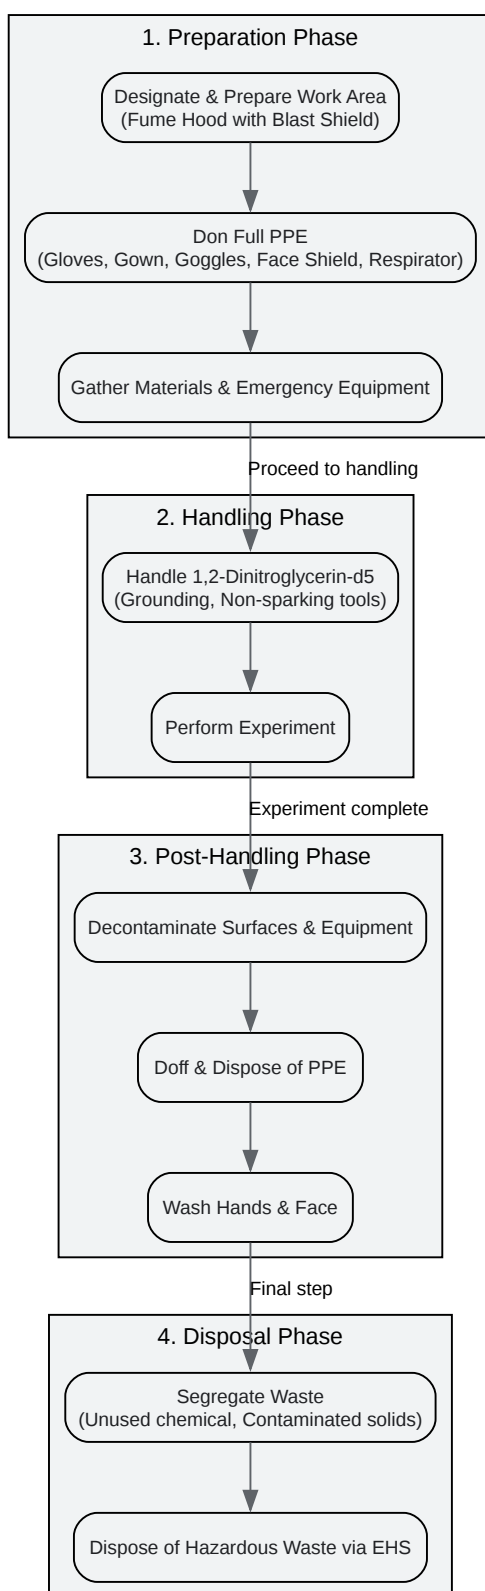 1. Preparation Phase
Designate & Prepare Work Area
(Fume Hood with Blast Shield)
Don Full PPE
(Gloves, Gown, Goggles, Face Shield, Respirator)
Gather Materials & Emergency Equipment
Proceed to handling
2. Handling Phase
Handle 1,2-Dinitroglycerin-d5
(Grounding, Non-sparking tools)
Perform Experiment
Experiment complete
3. Post-Handling Phase
Decontaminate Surfaces & Equipment
Doff & Dispose of PPE
Wash Hands & Face
Final step
4. Disposal Phase
Segregate Waste
(Unused chemical, Contaminated solids)
Dispose of Hazardous Waste via EHS